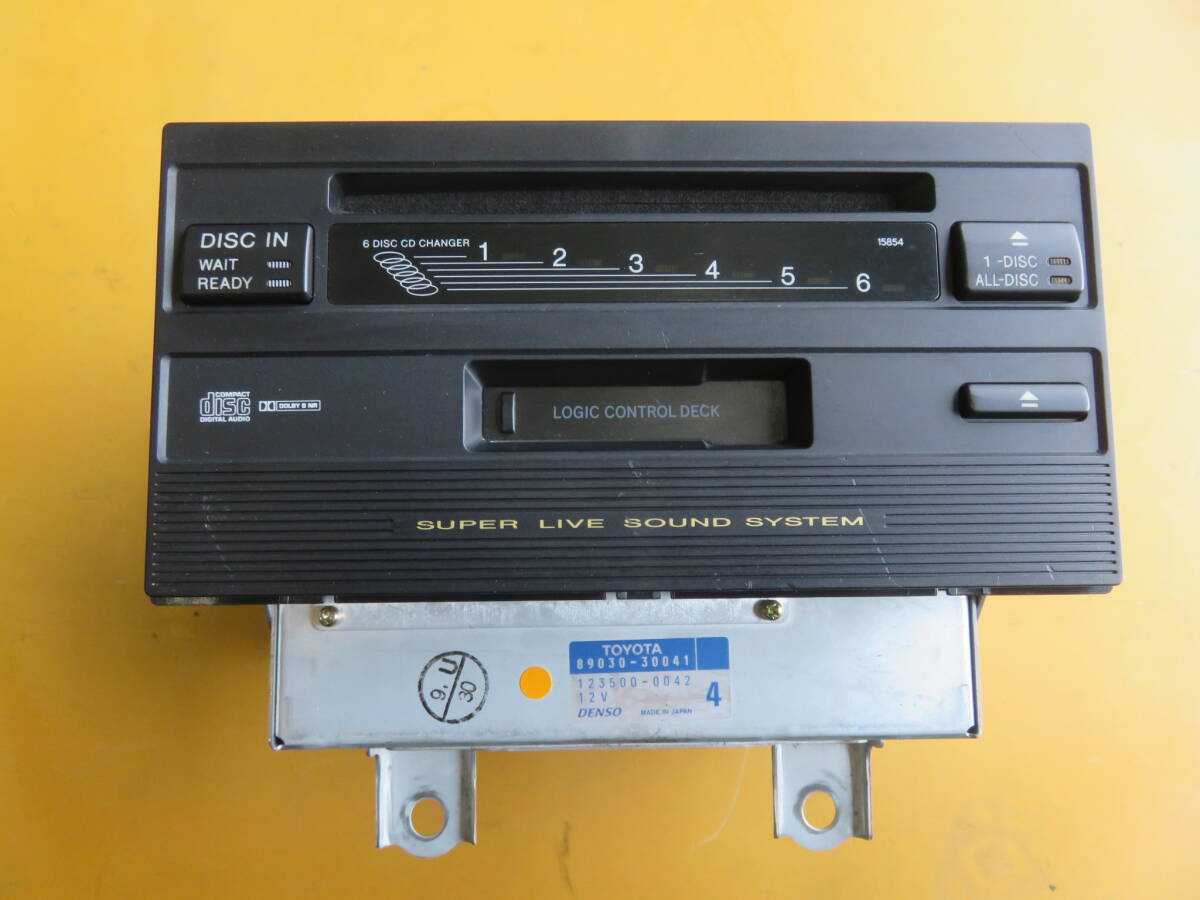 DISC IN
WAIT
READY
6 DISC CD CHANGER
1 2 3 4 5 6
15854
1-DISC
ALL-DISC
COMPACT
disc
DIGITAL AUDIO
DOLBY B NR
LOGIC CONTROL DECK
SUPER LIVE SOUND SYSTEM
9. U
30
TOYOTA
89030-30041
123500-0042
12V
4
DENSO MADE IN JAPAN